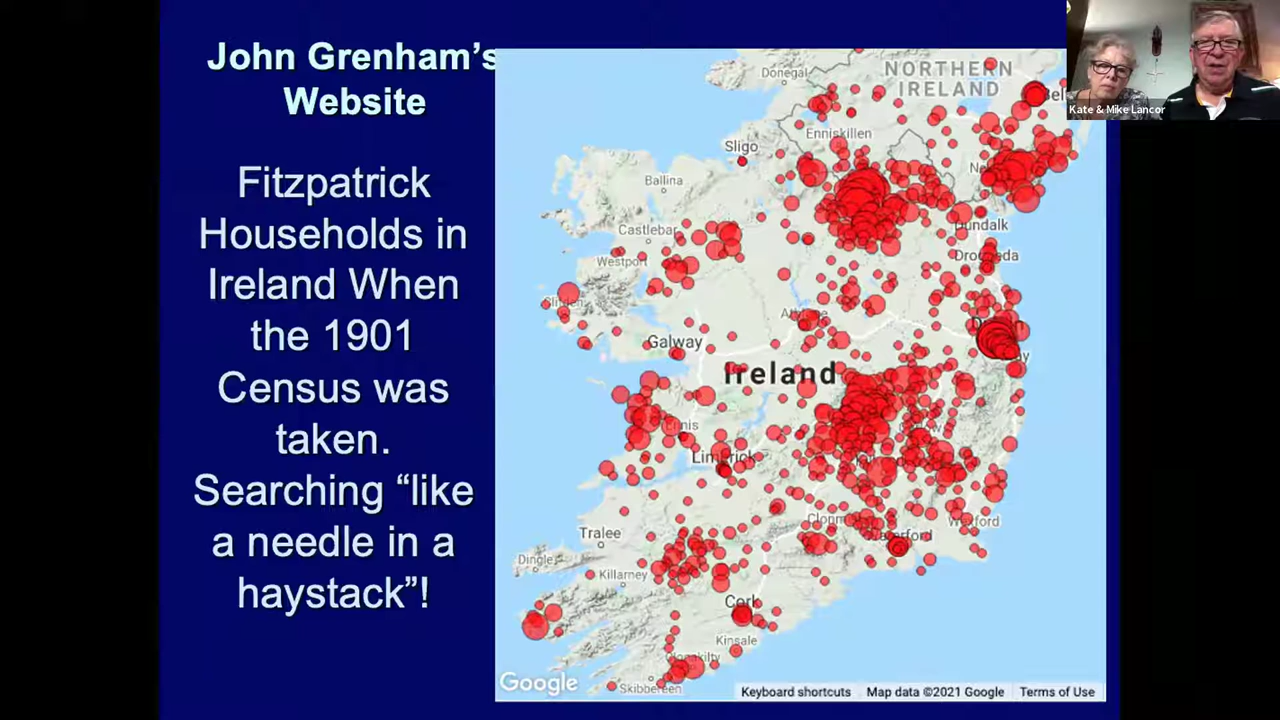 John Grenham's
Website
Fitzpatrick
Households in
Ireland When
the 1901
Census was
taken.
Searching “like
a needle in a
haystack”!
Donegal
NORTHERN
IRELAND
Kate & Mike Lancor
Enniskillen
Sligo
Ballina
Castlebar
Dundalk
Westport
Galway
Ireland
Limerick
Tralee
Dingle
Killarney
Cork
Kinsale
Skibbereen
Google
Keyboard shortcuts
Map data ©2021 Google
Terms of Use